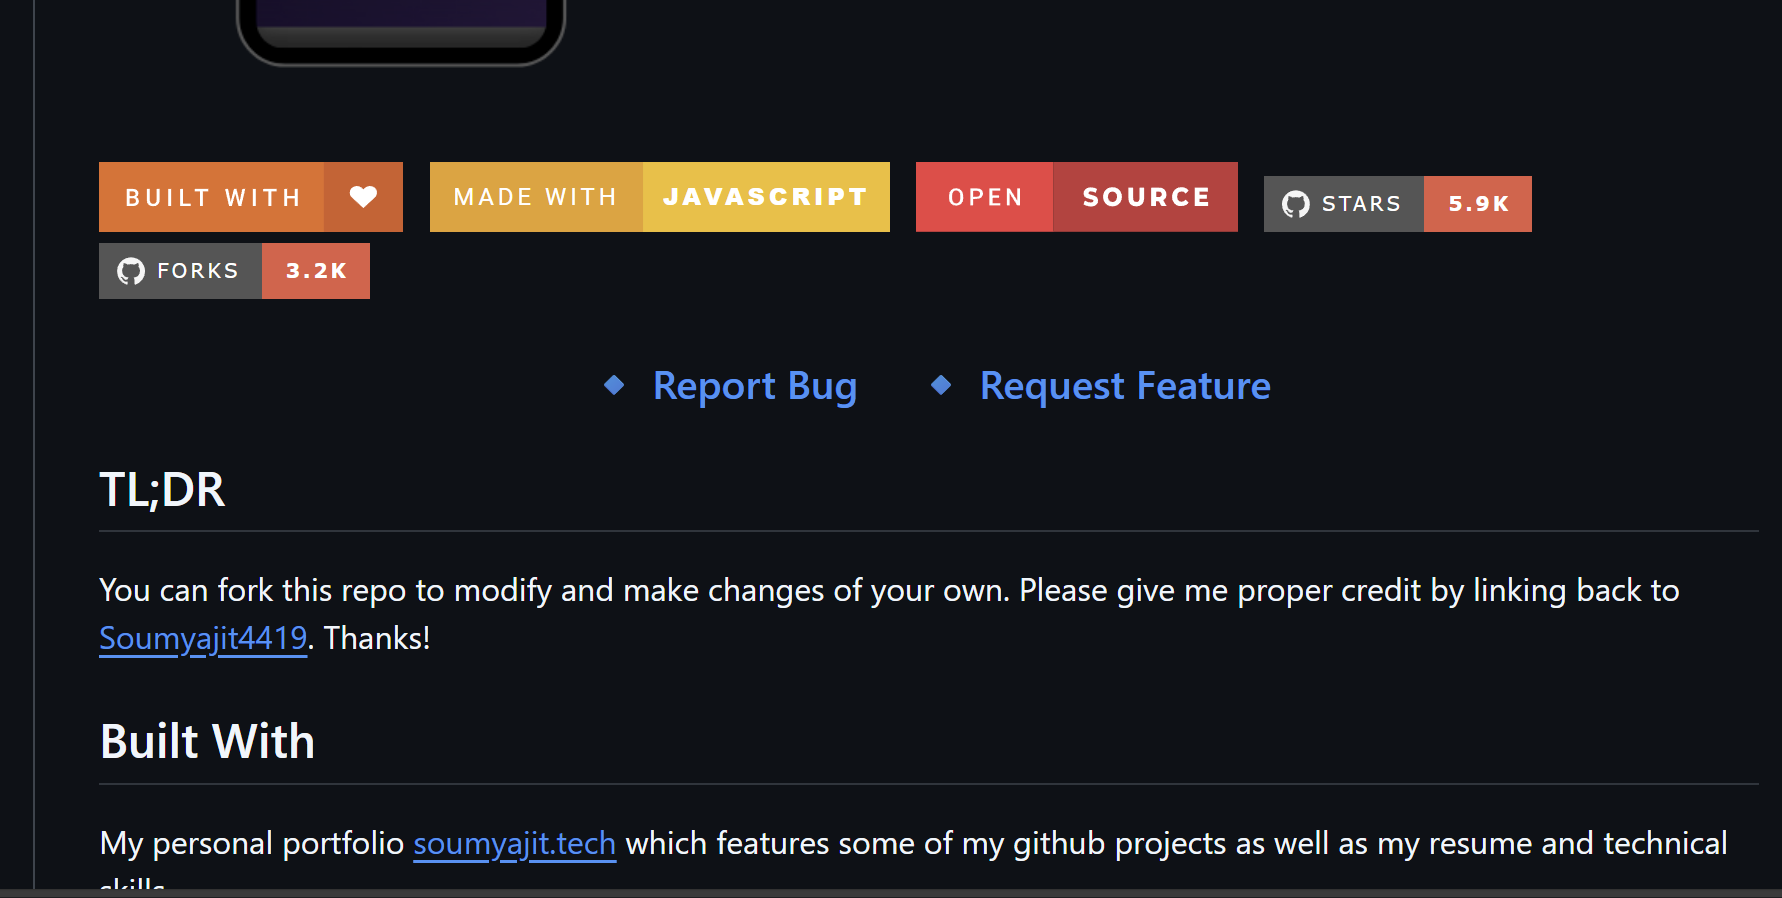 BUILT WITH
MADE WITH JAVASCRIPT
OPEN SOURCE
STARS 5.9K
FORKS 3.2K
Report Bug
Request Feature
TL;DR
You can fork this repo to modify and make changes of your own. Please give me proper credit by linking back to
Soumyajit4419. Thanks!
Built With
My personal portfolio soumyajit.tech which features some of my github projects as well as my resume and technical
skills